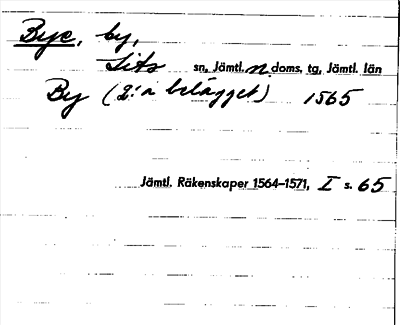 Bye, by,
Lits sn, Jämtl. n doms. tg, Jämtl. län
By (2:a belägget) 1565
Jämtl. Räkenskaper 1564–1571, I s. 65